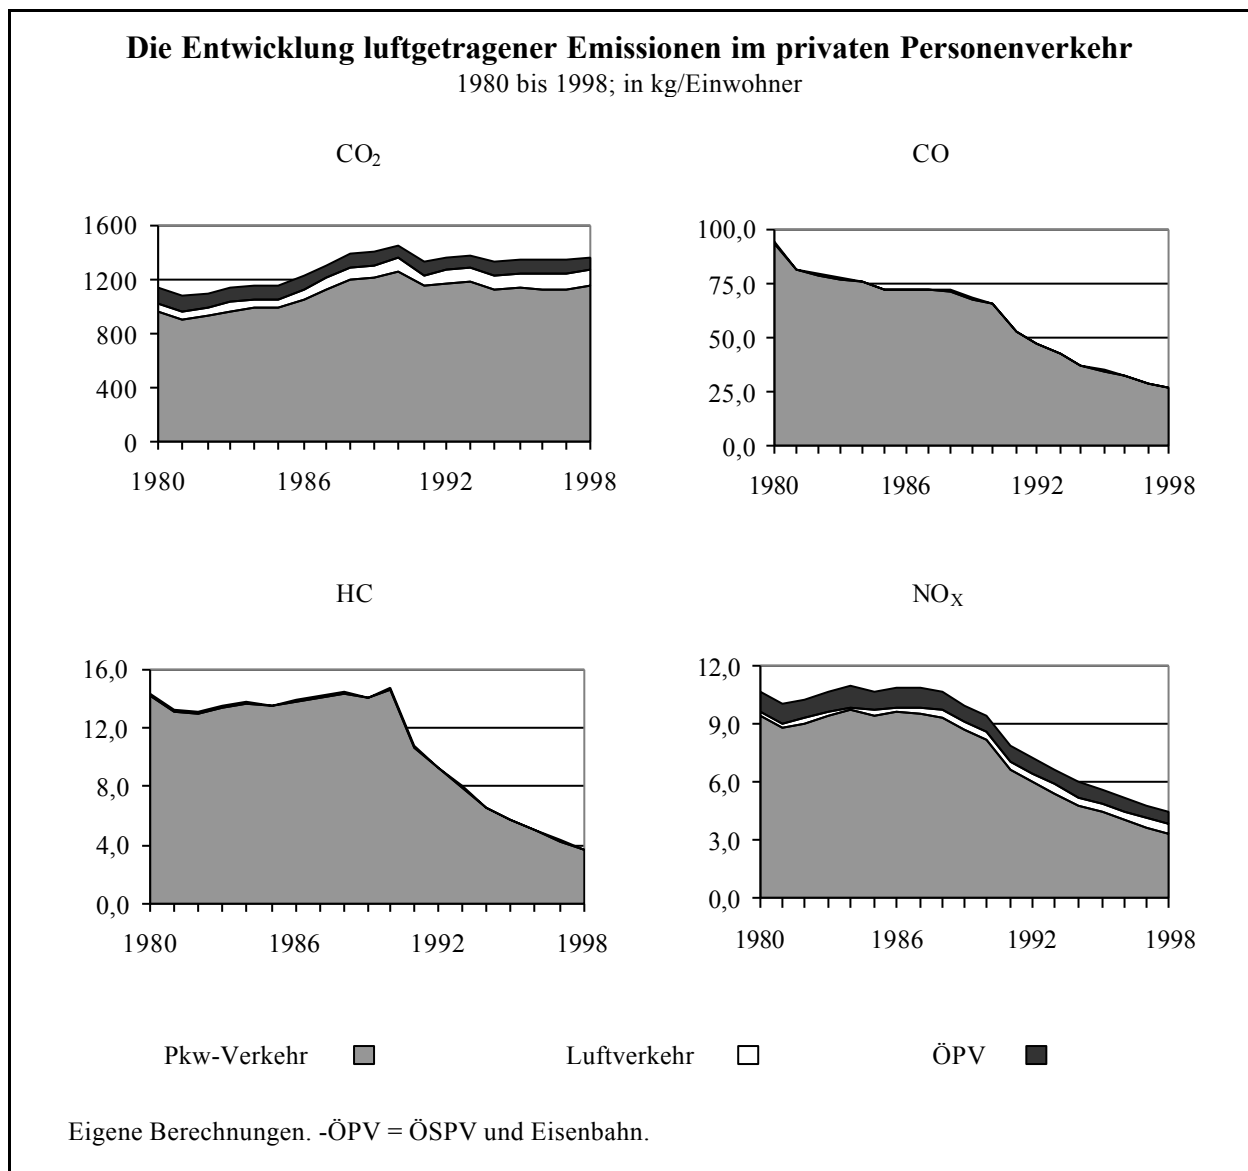 Die Entwicklung luftgetragener Emissionen im privaten Personenverkehr
1980 bis 1998; in kg/Einwohner
CO2
1600
1200
800
400
0
1980 1986 1992 1998
CO
100,0
75,0
50,0
25,0
0,0
1980 1986 1992 1998
HC
16,0
12,0
8,0
4,0
0,0
1980 1986 1992 1998
NOX
12,0
9,0
6,0
3,0
0,0
1980 1986 1992 1998
Pkw-Verkehr Luftverkehr ÖPV
Eigene Berechnungen. -ÖPV = ÖSPV und Eisenbahn.